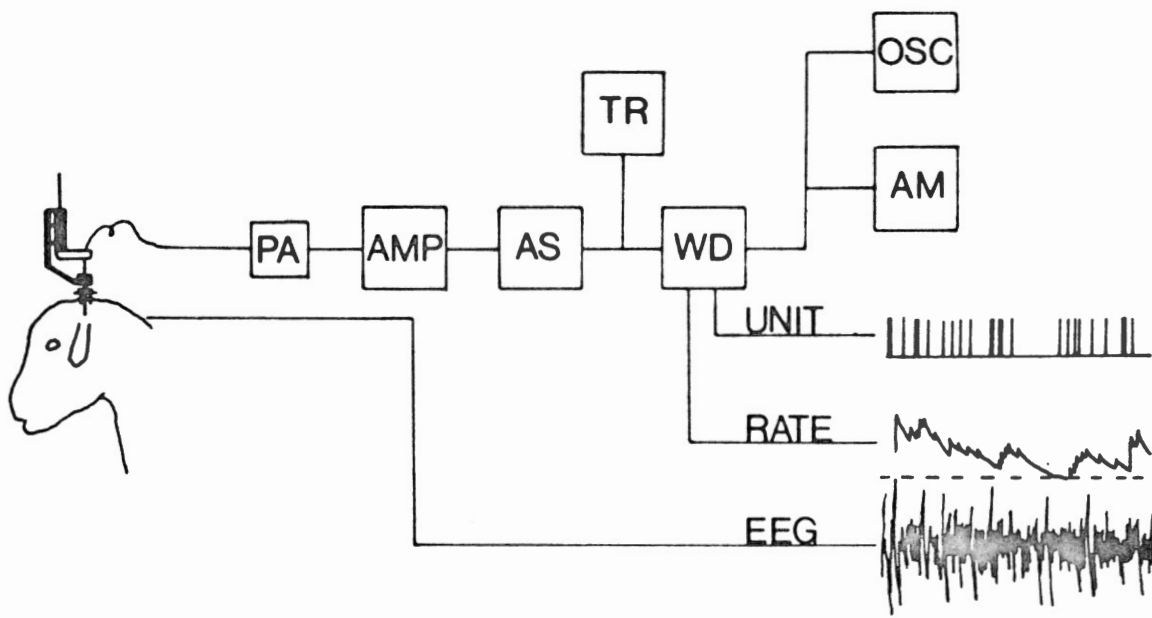 OSC
TR
AM
PA
AMP
AS
WD
UNIT
RATE
EEG